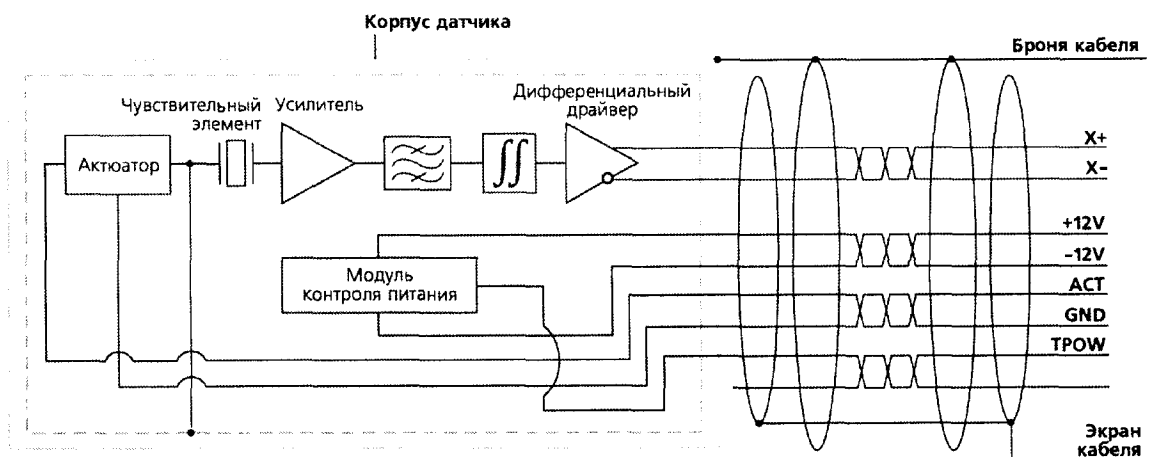 Корпус датчика
Броня кабеля
Чувствительный
элемент
Усилитель
Дифференциальный
драйвер
Актюатор
X+
X–
+12V
–12V
Модуль
контроля питания
ACT
GND
TPOW
Экран
кабеля